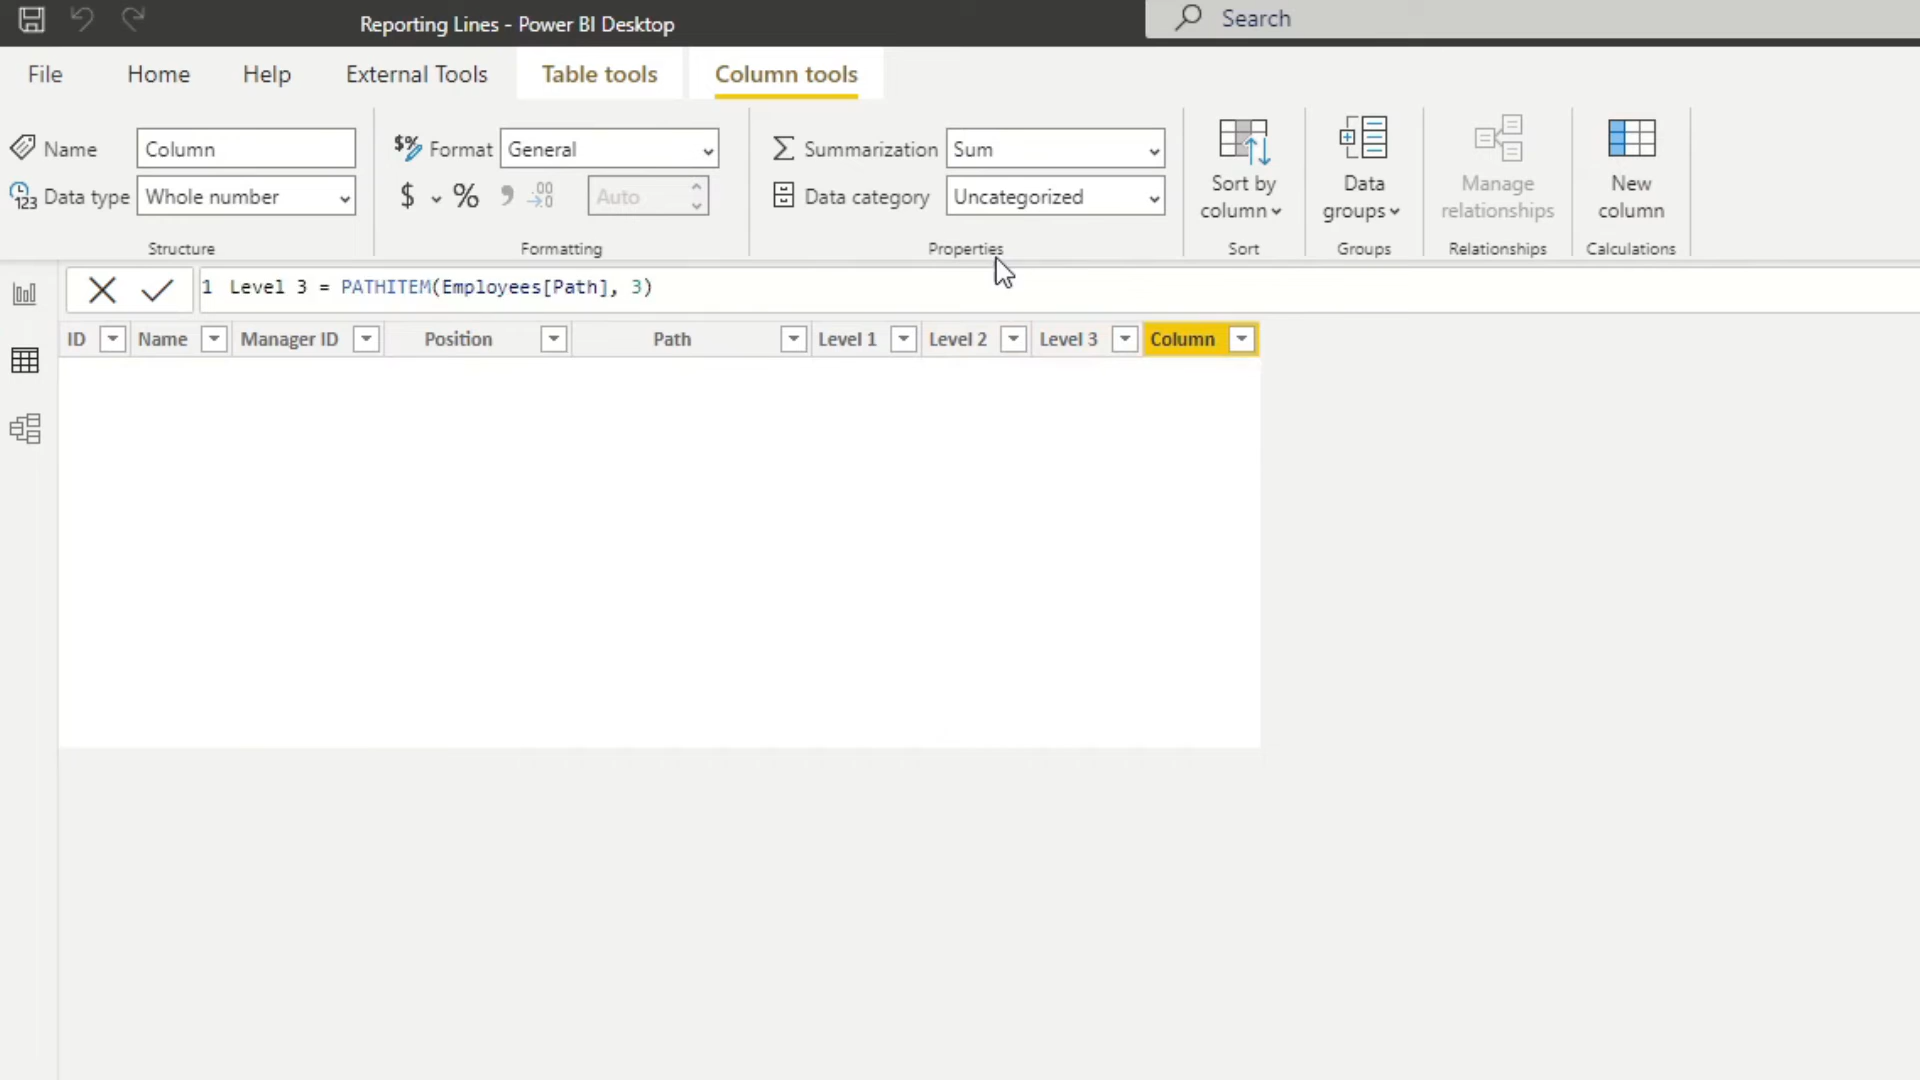 Reporting Lines - Power BI Desktop
Search
File Home Help External Tools Table tools Column tools
Name Column
Data type Whole number
Structure
$% Format General
$ % 9 .00 →.0 Auto
Formatting
Summarization Sum
Data category Uncategorized
Properties
Sort by
column
Sort
Data
groups
Groups
Manage
relationships
Relationships
New
column
Calculations
1 Level 3 = PATHITEM(Employees[Path], 3)
ID Name Manager ID Position Path Level 1 Level 2 Level 3 Column